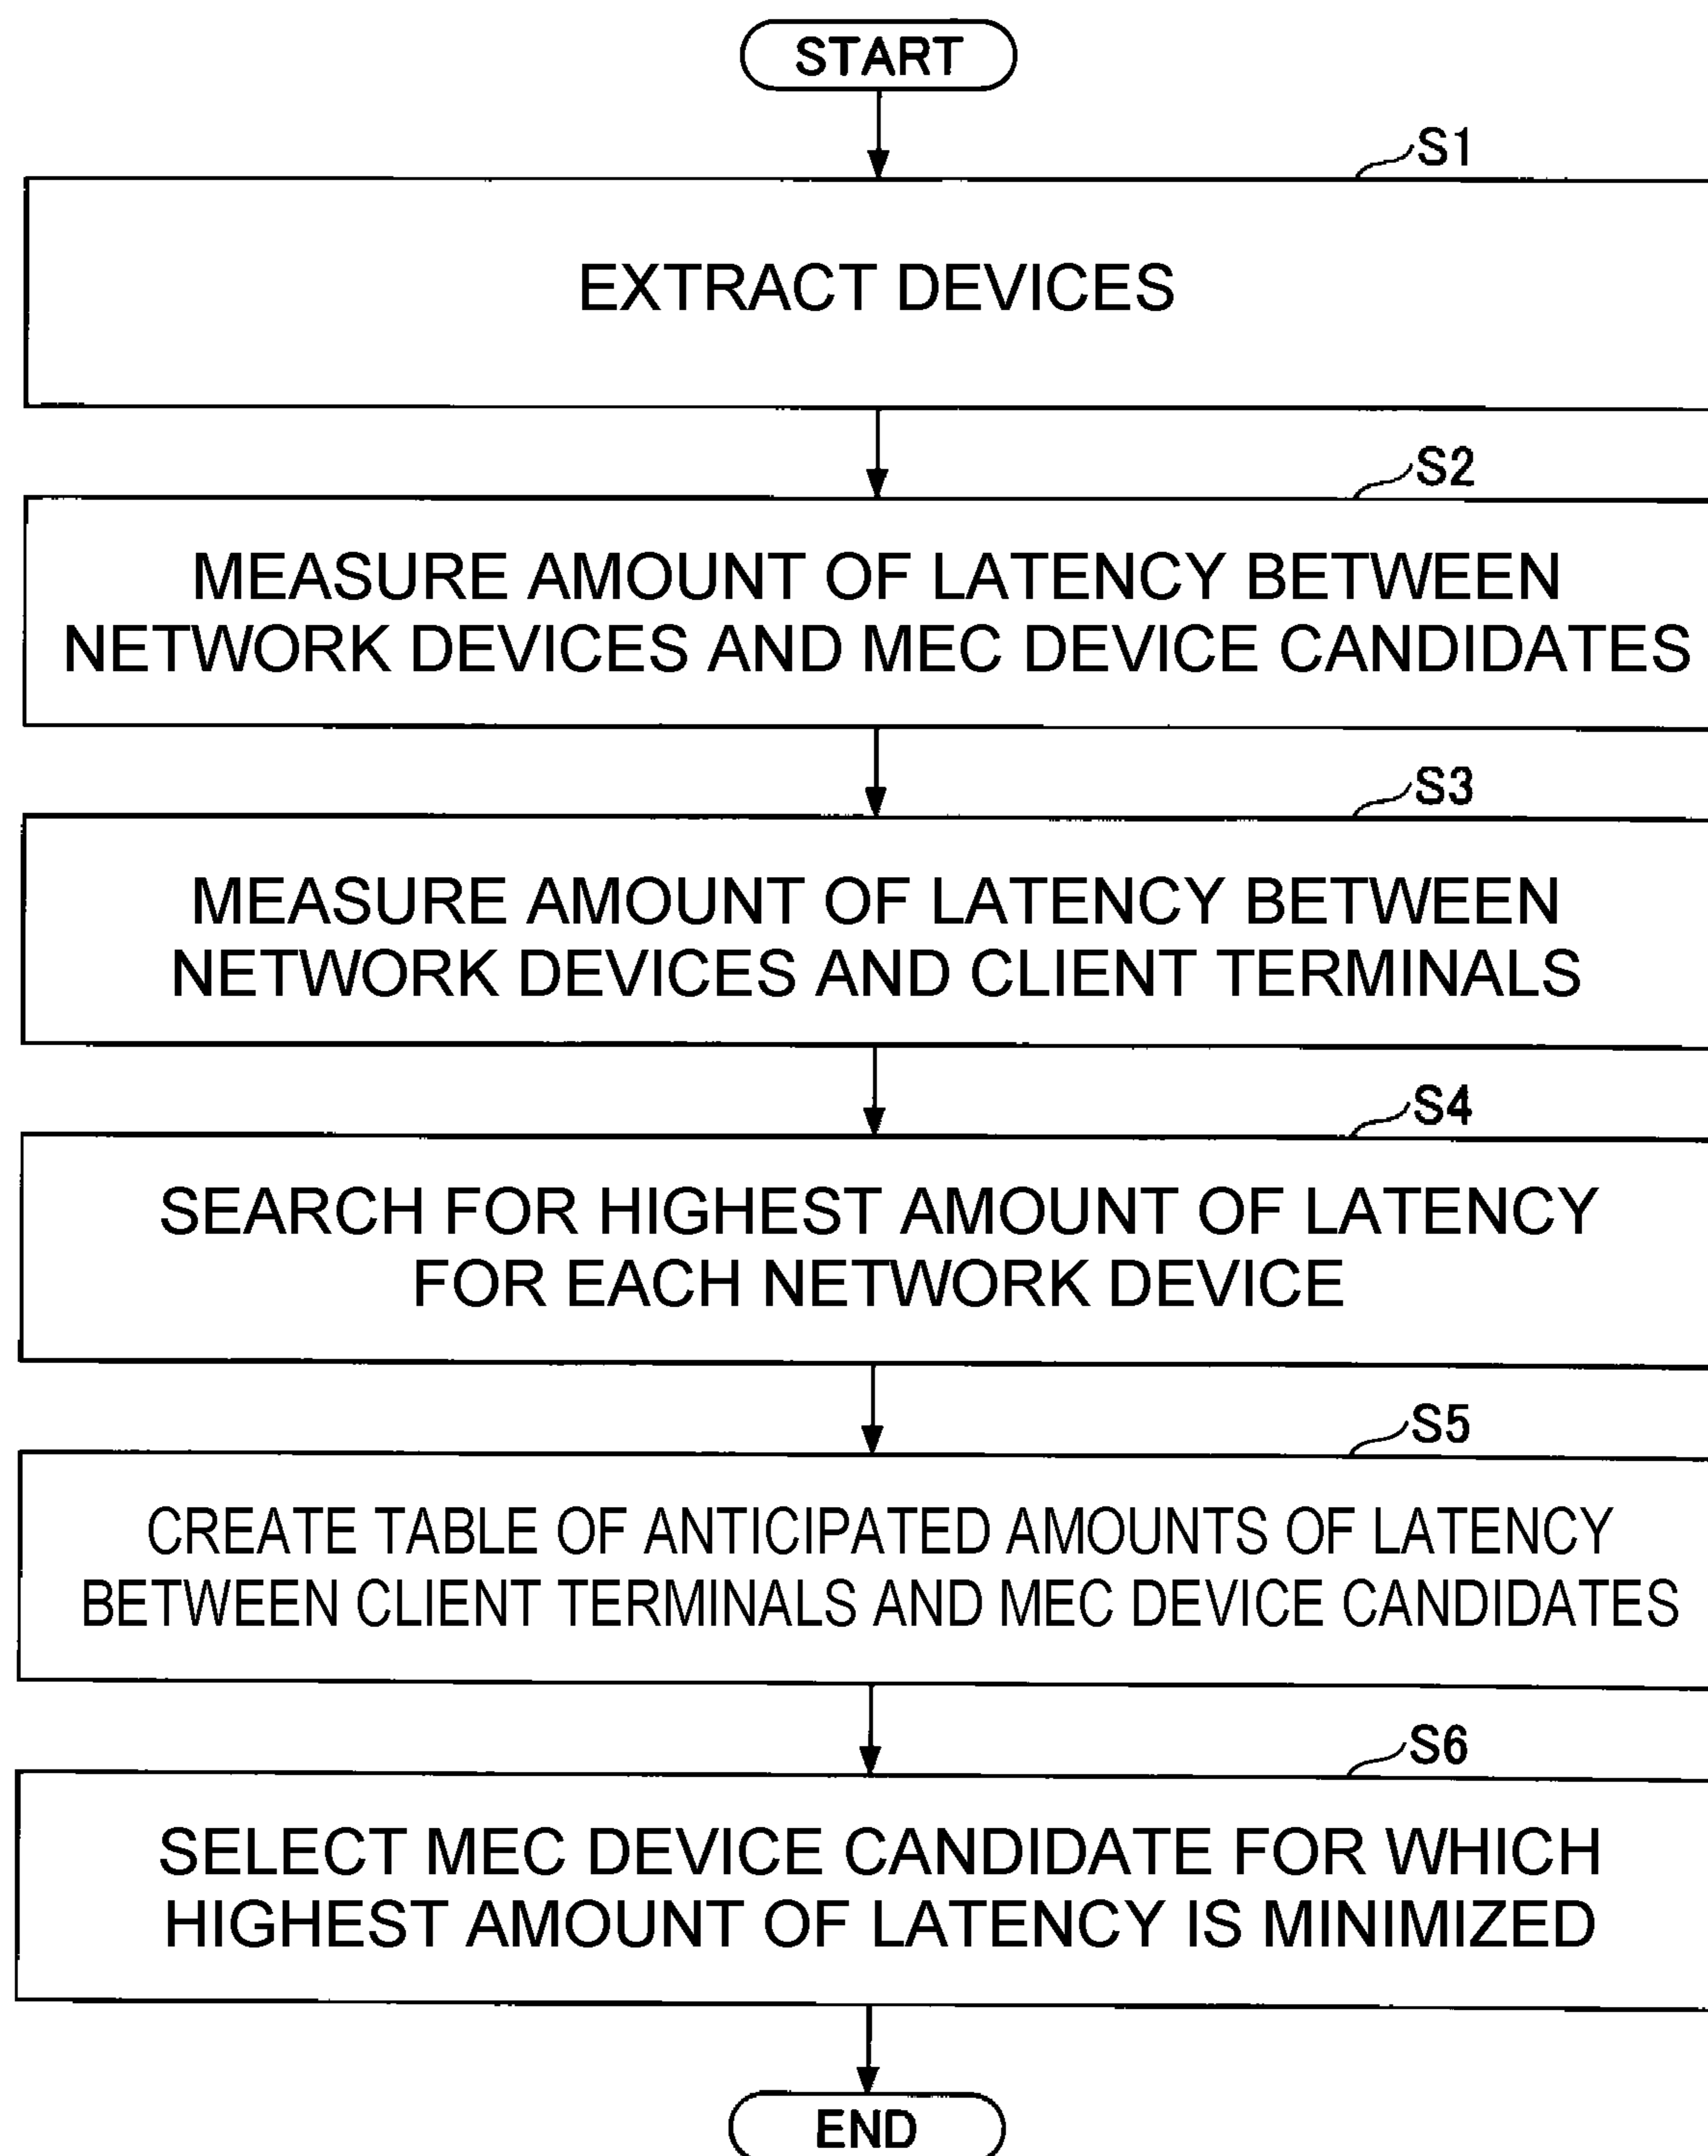 START
S1
EXTRACT DEVICES
S2
MEASURE AMOUNT OF LATENCY BETWEEN
NETWORK DEVICES AND MEC DEVICE CANDIDATES
S3
MEASURE AMOUNT OF LATENCY BETWEEN
NETWORK DEVICES AND CLIENT TERMINALS
S4
SEARCH FOR HIGHEST AMOUNT OF LATENCY
FOR EACH NETWORK DEVICE
S5
CREATE TABLE OF ANTICIPATED AMOUNTS OF LATENCY
BETWEEN CLIENT TERMINALS AND MEC DEVICE CANDIDATES
S6
SELECT MEC DEVICE CANDIDATE FOR WHICH
HIGHEST AMOUNT OF LATENCY IS MINIMIZED
END